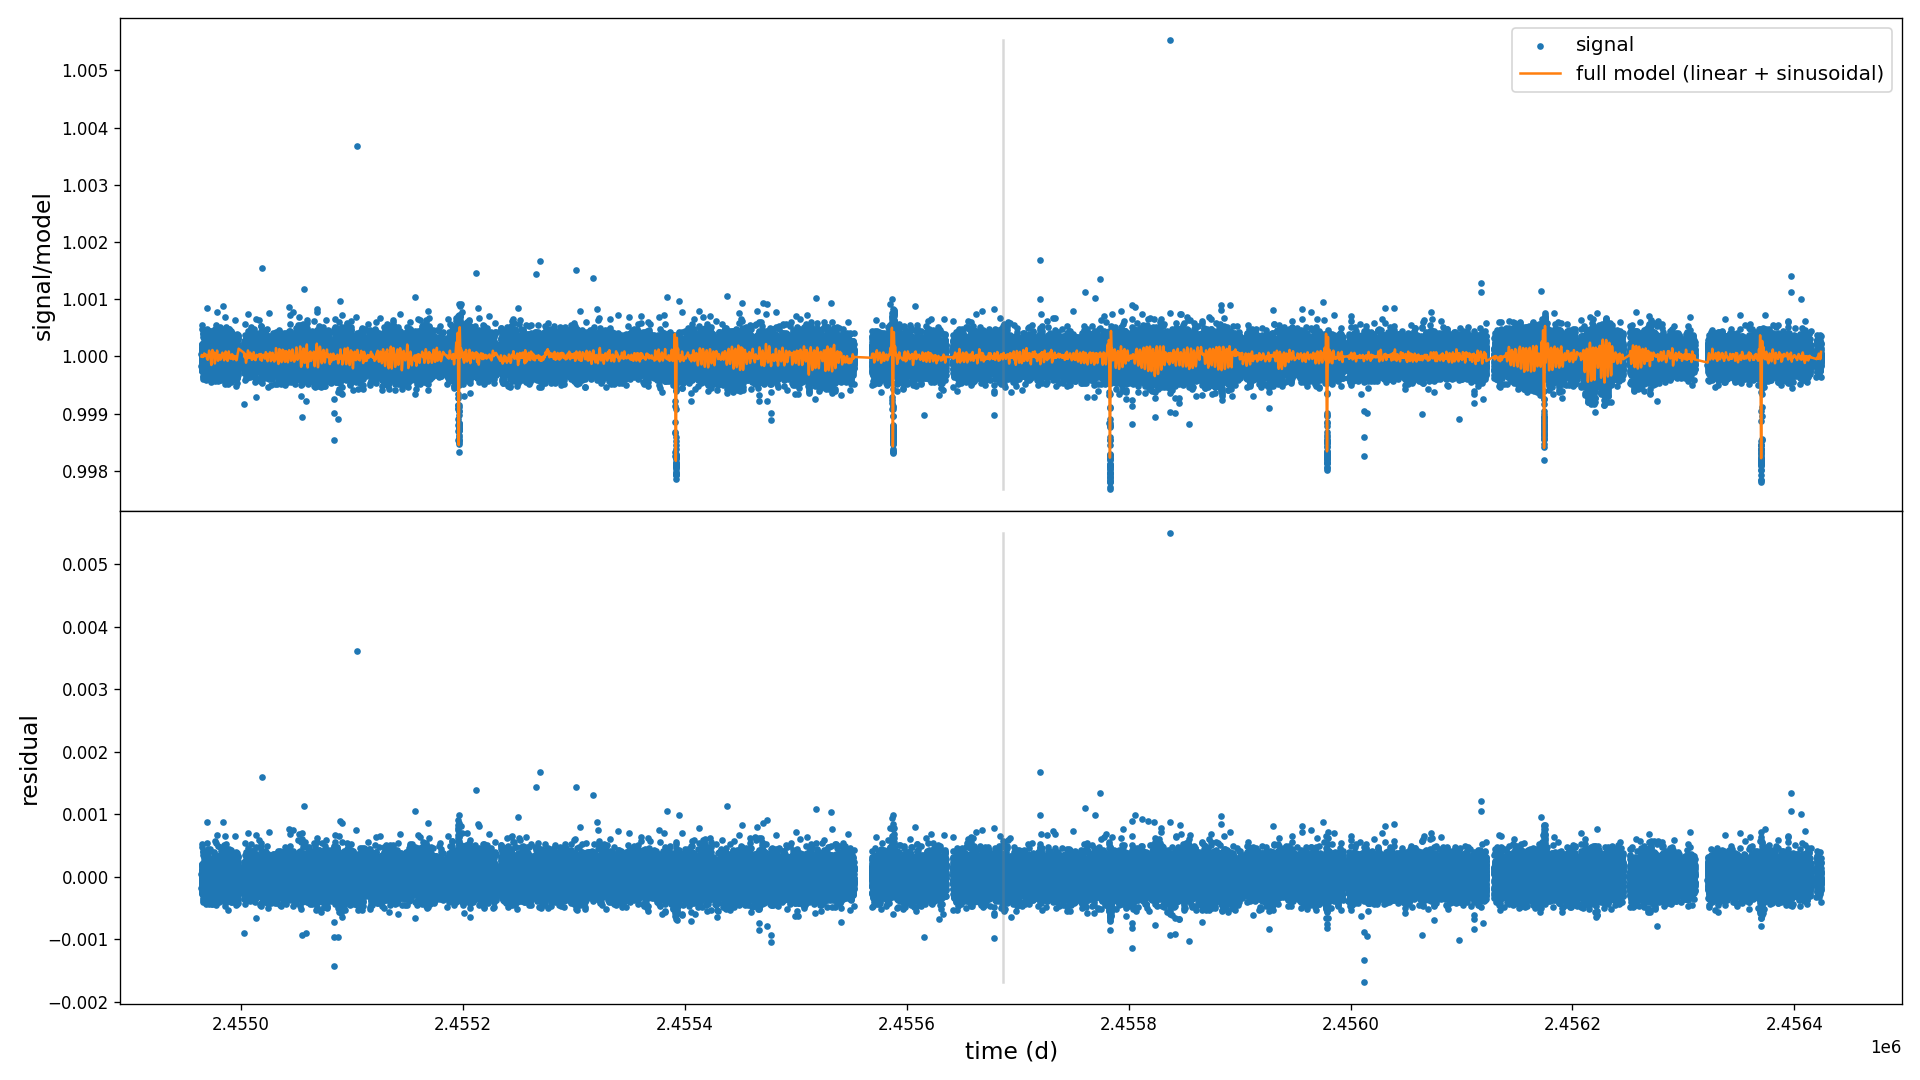 signal/model
1.005
1.004
1.003
1.002
1.001
1.000
0.999
0.998
signal
full model (linear + sinusoidal)
residual
0.005
0.004
0.003
0.002
0.001
0.000
−0.001
−0.002
2.4550 2.4552 2.4554 2.4556 2.4558 2.4560 2.4562 2.4564
time (d)
1e6